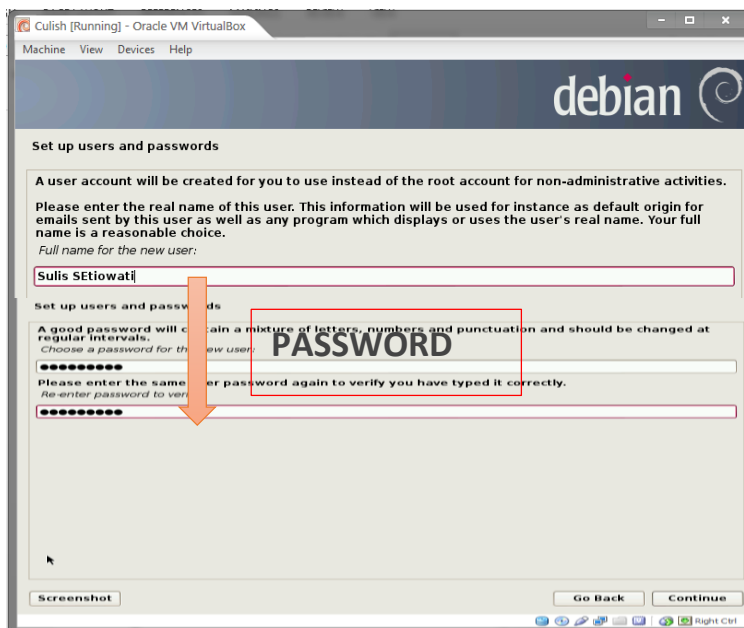 Culish [Running] - Oracle VM VirtualBox
Machine View Devices Help
debian
Set up users and passwords
A user account will be created for you to use instead of the root account for non-administrative activities.
Please enter the real name of this user. This information will be used for instance as default origin for
emails sent by this user as well as any program which displays or uses the user's real name. Your full
name is a reasonable choice.
Full name for the new user:
Sulis SEtiowati
Set up users and passwords
A good password will contain a mixture of letters, numbers and punctuation and should be changed at
regular intervals.
Choose a password for the new user:
PASSWORD
●●●●●●●●●
Please enter the same user password again to verify you have typed it correctly.
Re-enter password to verify
●●●●●●●●●
Screenshot
Go Back
Continue
Right Ctrl